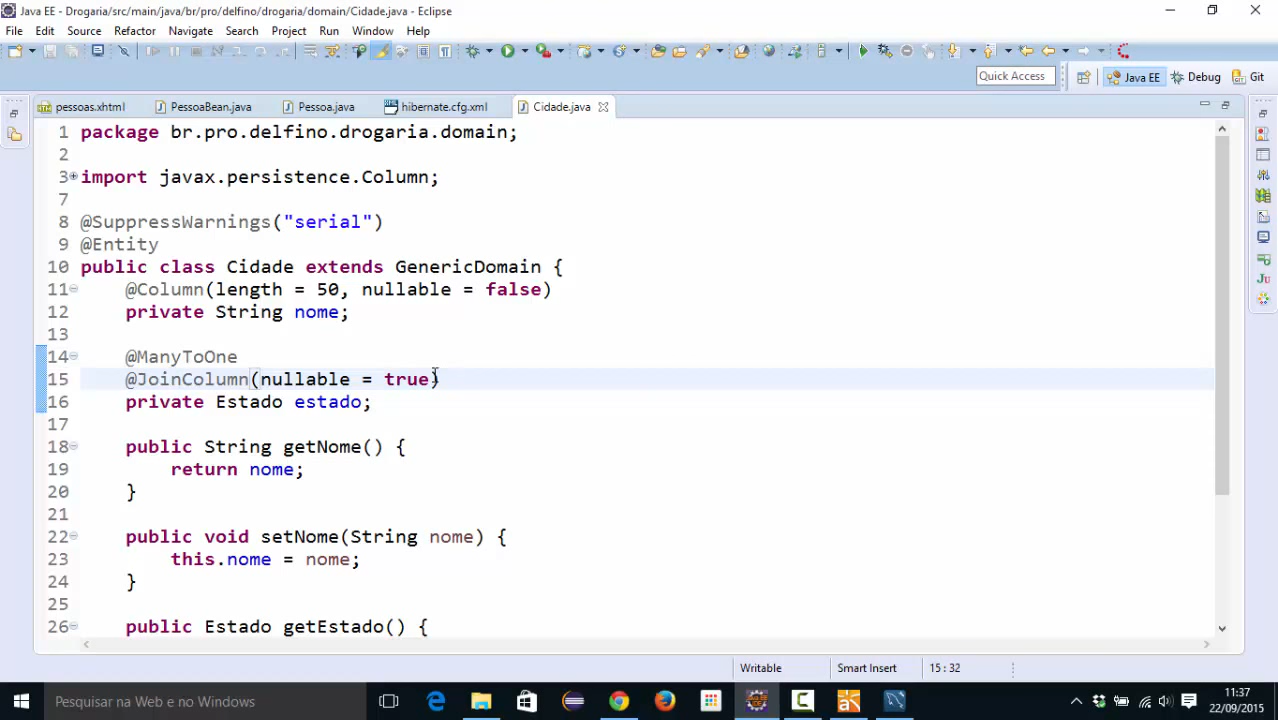 Java EE - Drogaria/src/main/java/br/pro/delfino/drogaria/domain/Cidade.java - Eclipse
File Edit Source Refactor Navigate Search Project Run Window Help
Quick Access Java EE Debug Git
pessoas.xhtml PessoaBean.java Pessoa.java hibernate.cfg.xml Cidade.java
1 package br.pro.delfino.drogaria.domain;
2
3 import javax.persistence.Column;
7
8 @SuppressWarnings("serial")
9 @Entity
10 public class Cidade extends GenericDomain {
11 @Column(length = 50, nullable = false)
12 private String nome;
13
14 @ManyToOne
15 @JoinColumn(nullable = true)
16 private Estado estado;
17
18 public String getNome() {
19 return nome;
20 }
21
22 public void setNome(String nome) {
23 this.nome = nome;
24 }
25
26 public Estado getEstado() {
Writable Smart Insert 15 : 32
Pesquisar na Web e no Windows
11:37
22/09/2015